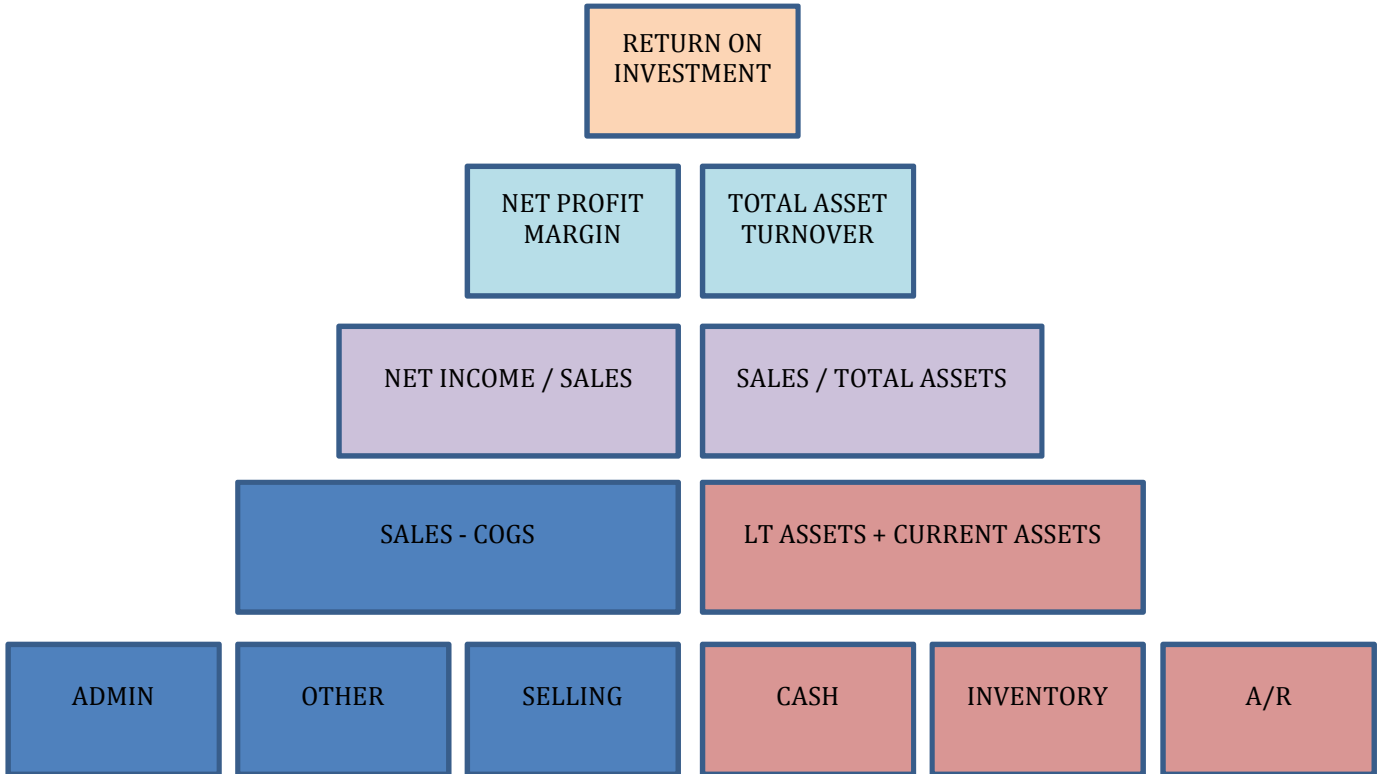 RETURN ON
INVESTMENT
NET PROFIT
MARGIN
TOTAL ASSET
TURNOVER
NET INCOME / SALES
SALES / TOTAL ASSETS
SALES - COGS
LT ASSETS + CURRENT ASSETS
ADMIN
OTHER
SELLING
CASH
INVENTORY
A/R